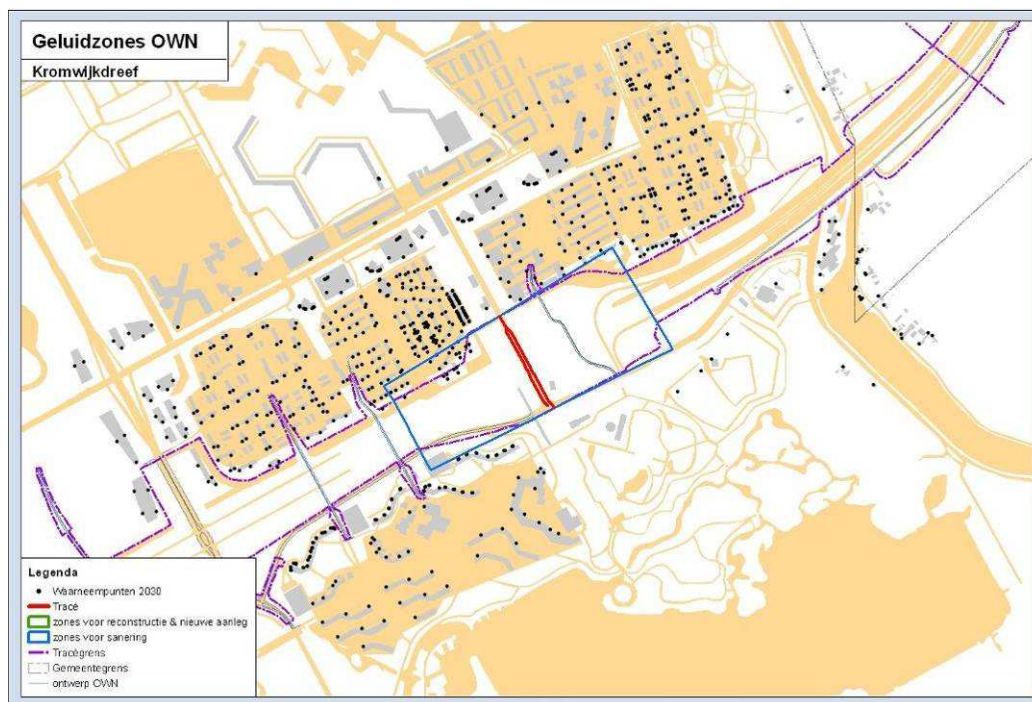 Geluidzones OWN
Kromwijkdreef
Legenda
Waarneempunten 2030
Tracé
zones voor reconstructie & nieuwe aanleg
zones voor sanering
Tracégrens
Gemeentegrens
ontwerp OWN